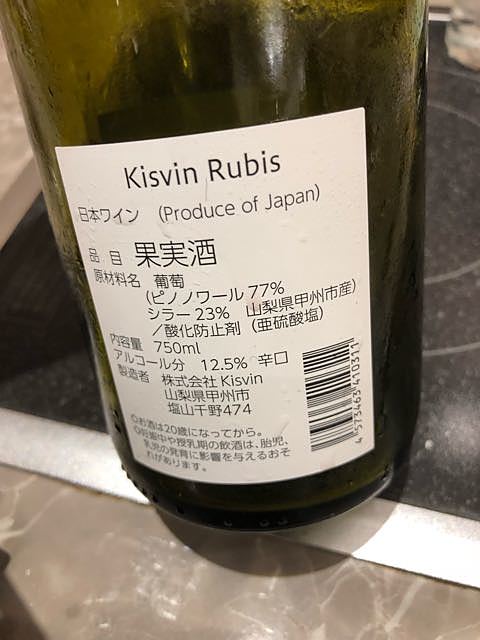 Kisvin Rubis
日本ワイン (Produce of Japan)
品 目 果実酒
原材料名 葡萄
(ピノノワール 77%
シラー 23% 山梨県甲州市産)
／酸化防止剤（亜硫酸塩)
内容量 750ml
アルコール分 12.5% 辛口
製造者 株式会社 Kisvin
山梨県甲州市
塩山千野474
○お酒は20歳になってから。
○妊娠中や授乳期の飲酒は、胎児、
乳児の発育に影響を与えるおそ
れがあります。
4573463410311